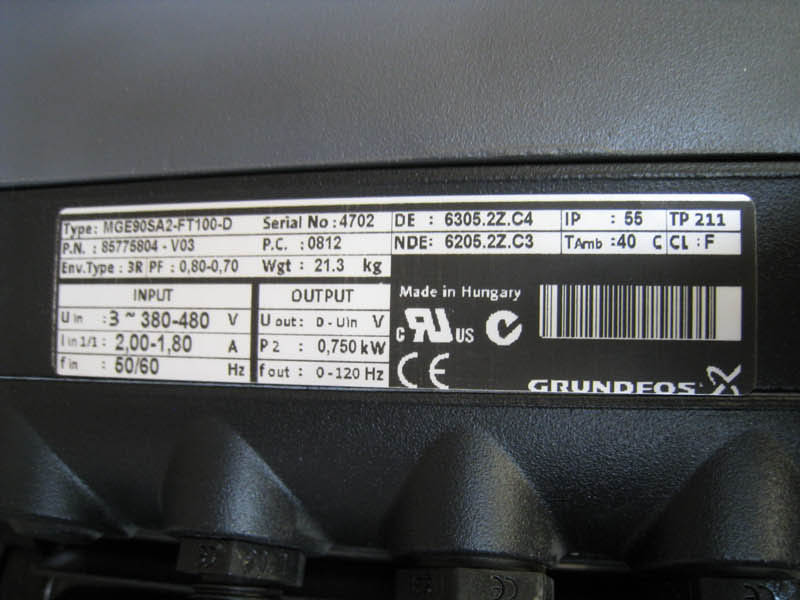 Type: MGE90SA2-FT100-D Serial No :4702 DE : 6305.2Z.C4 IP : 55 TP 211
P.N. : 85775804 - V03 P.C. : 0812 NDE: 6205.2Z.C3 TAmb :40 C CL : F
Env.Type : 3R PF : 0,80-0,70 Wgt : 21.3 kg
INPUT
U in : 3 ~ 380-480 V
I in 1/1 : 2,00-1,80 A
f in : 50/60 Hz
OUTPUT
U out : 0 - Uin V
P 2 : 0,750 kW
f out : 0 -120 Hz
Made in Hungary
C RU US C
CE
GRUNDFOS